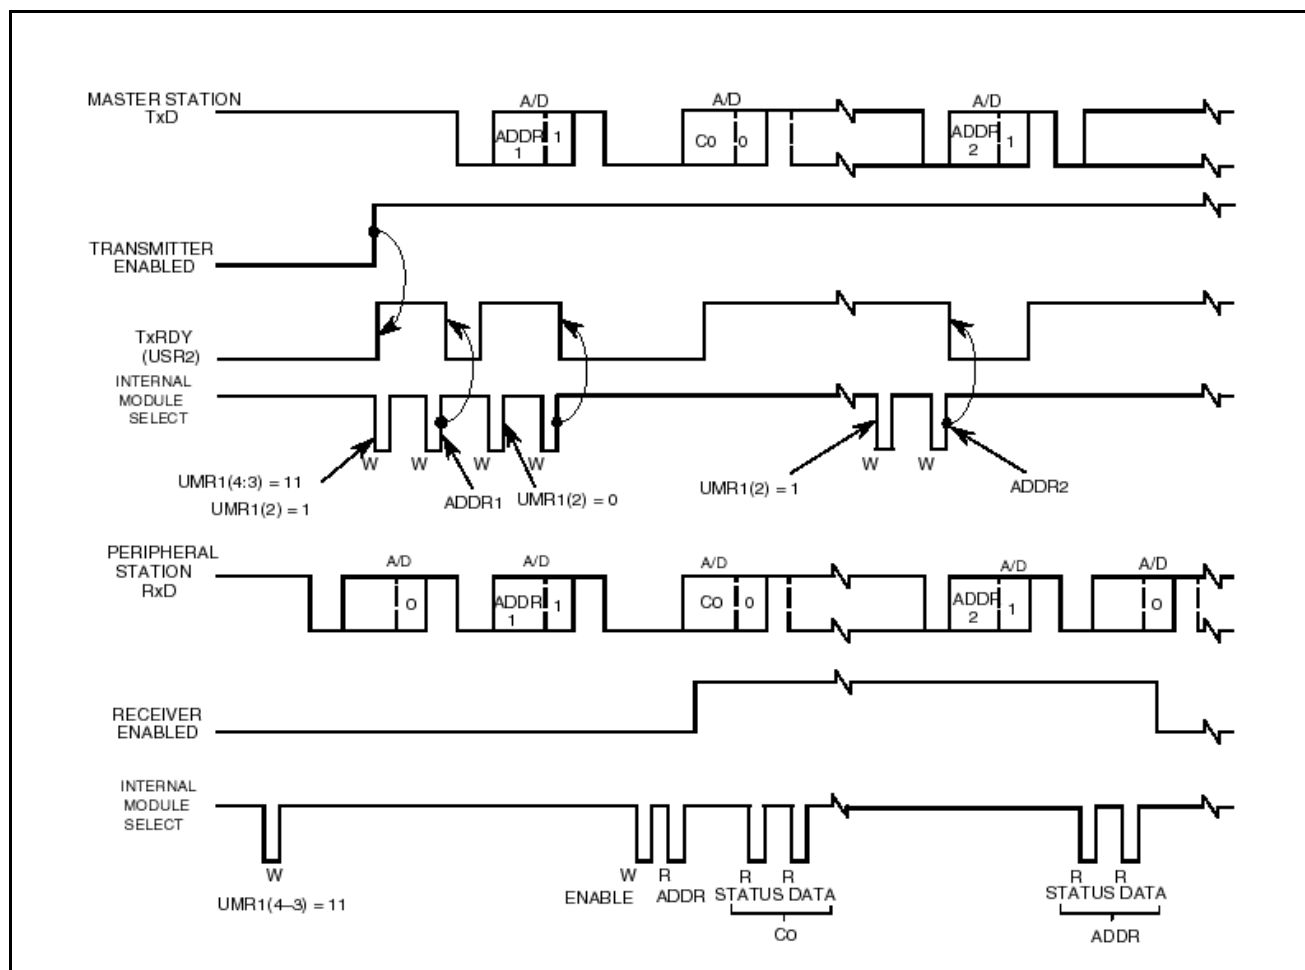 A/D A/D A/D
MASTER STATION
TxD
ADDR
1 1
C0 0
ADDR
2 1
TRANSMITTER
ENABLED
TxRDY
(USR2)
INTERNAL
MODULE
SELECT
W W W W W W
UMR1(4:3) = 11
UMR1(2) = 1
ADDR1
UMR1(2) = 0
UMR1(2) = 1
ADDR2
PERIPHERAL
STATION
RxD
A/D A/D A/D A/D
0
ADDR
1 1
C0 0
ADDR
2 1
0
RECEIVER
ENABLED
INTERNAL
MODULE
SELECT
W W R R R R R
UMR1(4–3) = 11
ENABLE ADDR STATUS DATA STATUS DATA
C0 ADDR